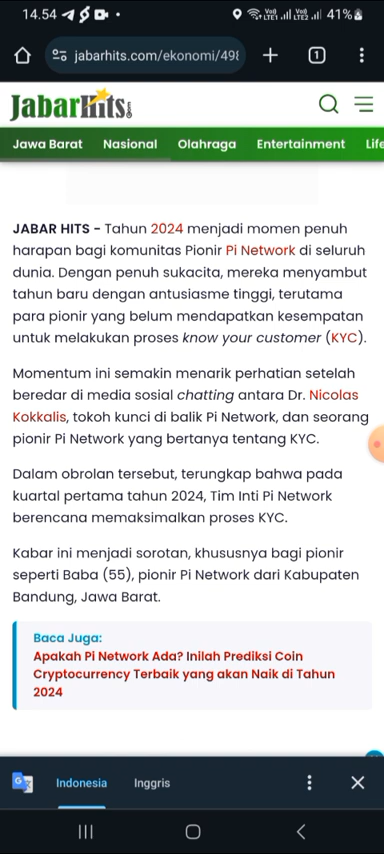 14.54
VoI) LTE1 VoI) LTE2 41%
jabarhits.com/ekonomi/498
1
JabarHits
Jawa Barat Nasional Olahraga Entertainment Life
JABAR HITS - Tahun 2024 menjadi momen penuh
harapan bagi komunitas Pionir Pi Network di seluruh
dunia. Dengan penuh sukacita, mereka menyambut
tahun baru dengan antusiasme tinggi, terutama
para pionir yang belum mendapatkan kesempatan
untuk melakukan proses know your customer (KYC).
Momentum ini semakin menarik perhatian setelah
beredar di media sosial chatting antara Dr. Nicolas
Kokkalis, tokoh kunci di balik Pi Network, dan seorang
pionir Pi Network yang bertanya tentang KYC.
Dalam obrolan tersebut, terungkap bahwa pada
kuartal pertama tahun 2024, Tim Inti Pi Network
berencana memaksimalkan proses KYC.
Kabar ini menjadi sorotan, khususnya bagi pionir
seperti Baba (55), pionir Pi Network dari Kabupaten
Bandung, Jawa Barat.
Baca Juga:
Apakah Pi Network Ada? Inilah Prediksi Coin
Cryptocurrency Terbaik yang akan Naik di Tahun
2024
Indonesia Inggris